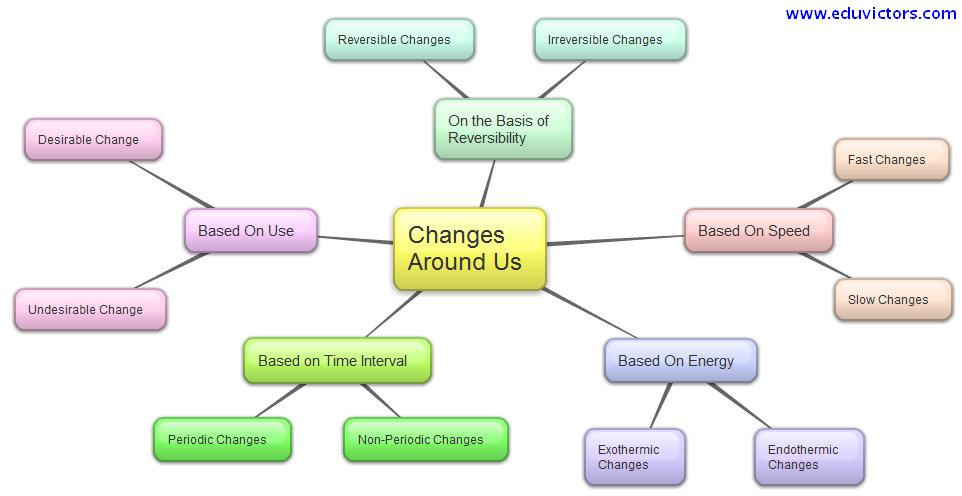 www.eduvictors.com
Reversible Changes
Irreversible Changes
On the Basis of
Reversibility
Desirable Change
Fast Changes
Based On Use
Changes
Around Us
Based On Speed
Undesirable Change
Slow Changes
Based on Time Interval
Based On Energy
Periodic Changes
Non-Periodic Changes
Exothermic
Changes
Endothermic
Changes